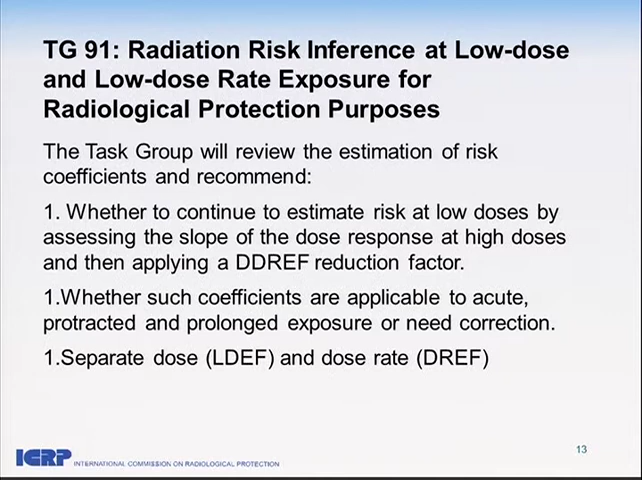 TG 91: Radiation Risk Inference at Low-dose
and Low-dose Rate Exposure for
Radiological Protection Purposes
The Task Group will review the estimation of risk
coefficients and recommend:
1. Whether to continue to estimate risk at low doses by
assessing the slope of the dose response at high doses
and then applying a DDREF reduction factor.
1.Whether such coefficients are applicable to acute,
protracted and prolonged exposure or need correction.
1.Separate dose (LDEF) and dose rate (DREF)
13
ICRP INTERNATIONAL COMMISSION ON RADIOLOGICAL PROTECTION